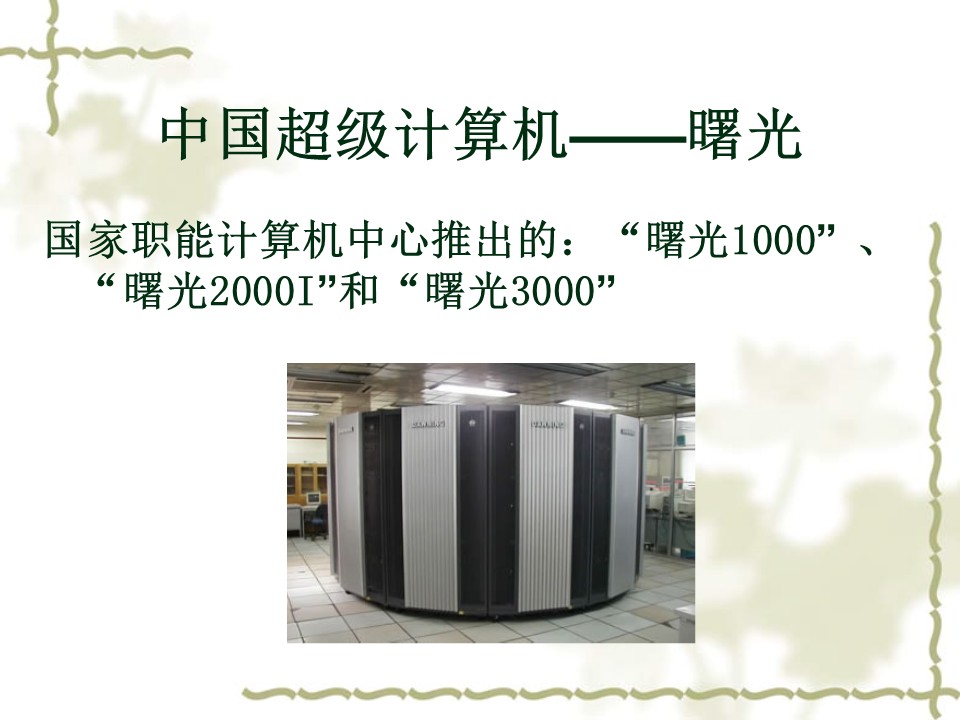 中国超级计算机——曙光
国家职能计算机中心推出的：“曙光1000”、
“曙光2000I”和“曙光3000”
DAWNING
DAWNING